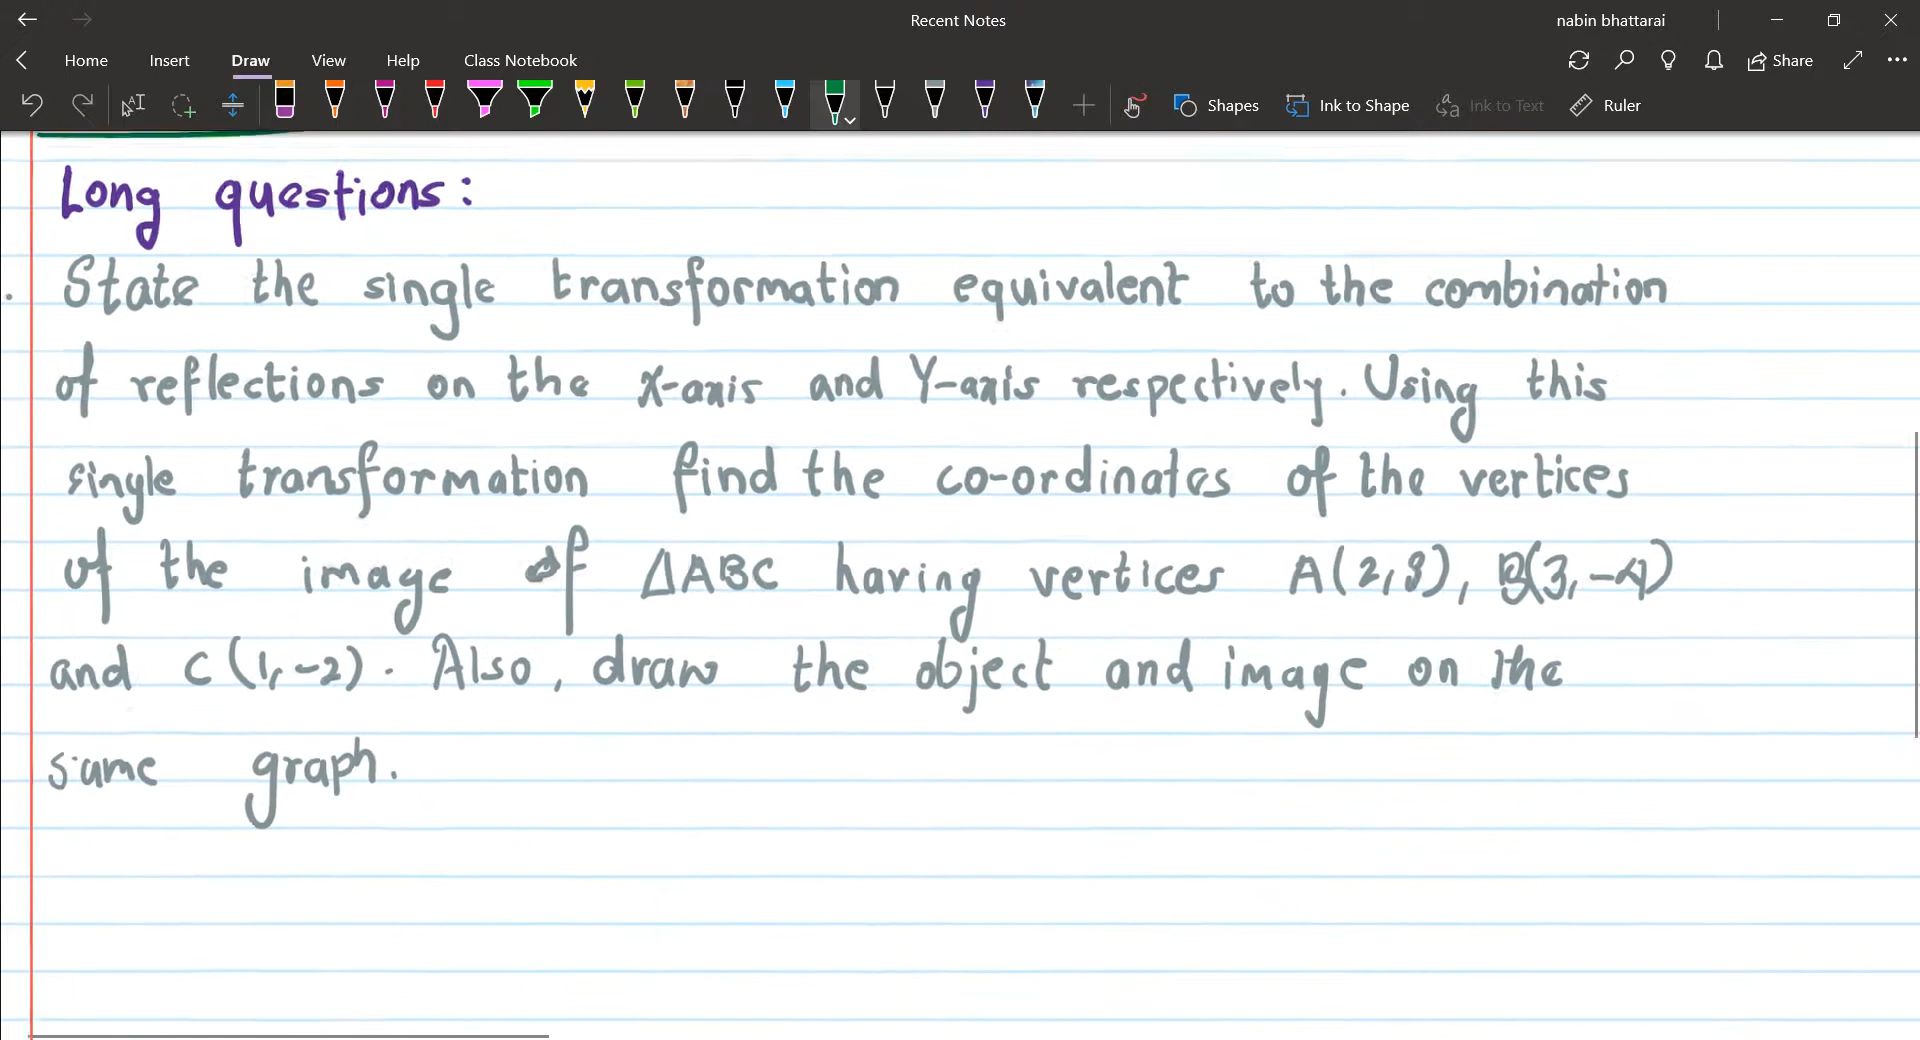 Recent Notes
nabin bhattarai
Home Insert Draw View Help Class Notebook
Share
Shapes Ink to Shape Ink to Text Ruler
Long questions:
State the single transformation equivalent to the combination
of reflections on the X-axis and Y-axis respectively. Using this
single transformation find the co-ordinates of the vertices
of the image of ΔABC having vertices A(2,3), B(3,-4)
and C(1,-2). Also, draw the object and image on the
same graph.